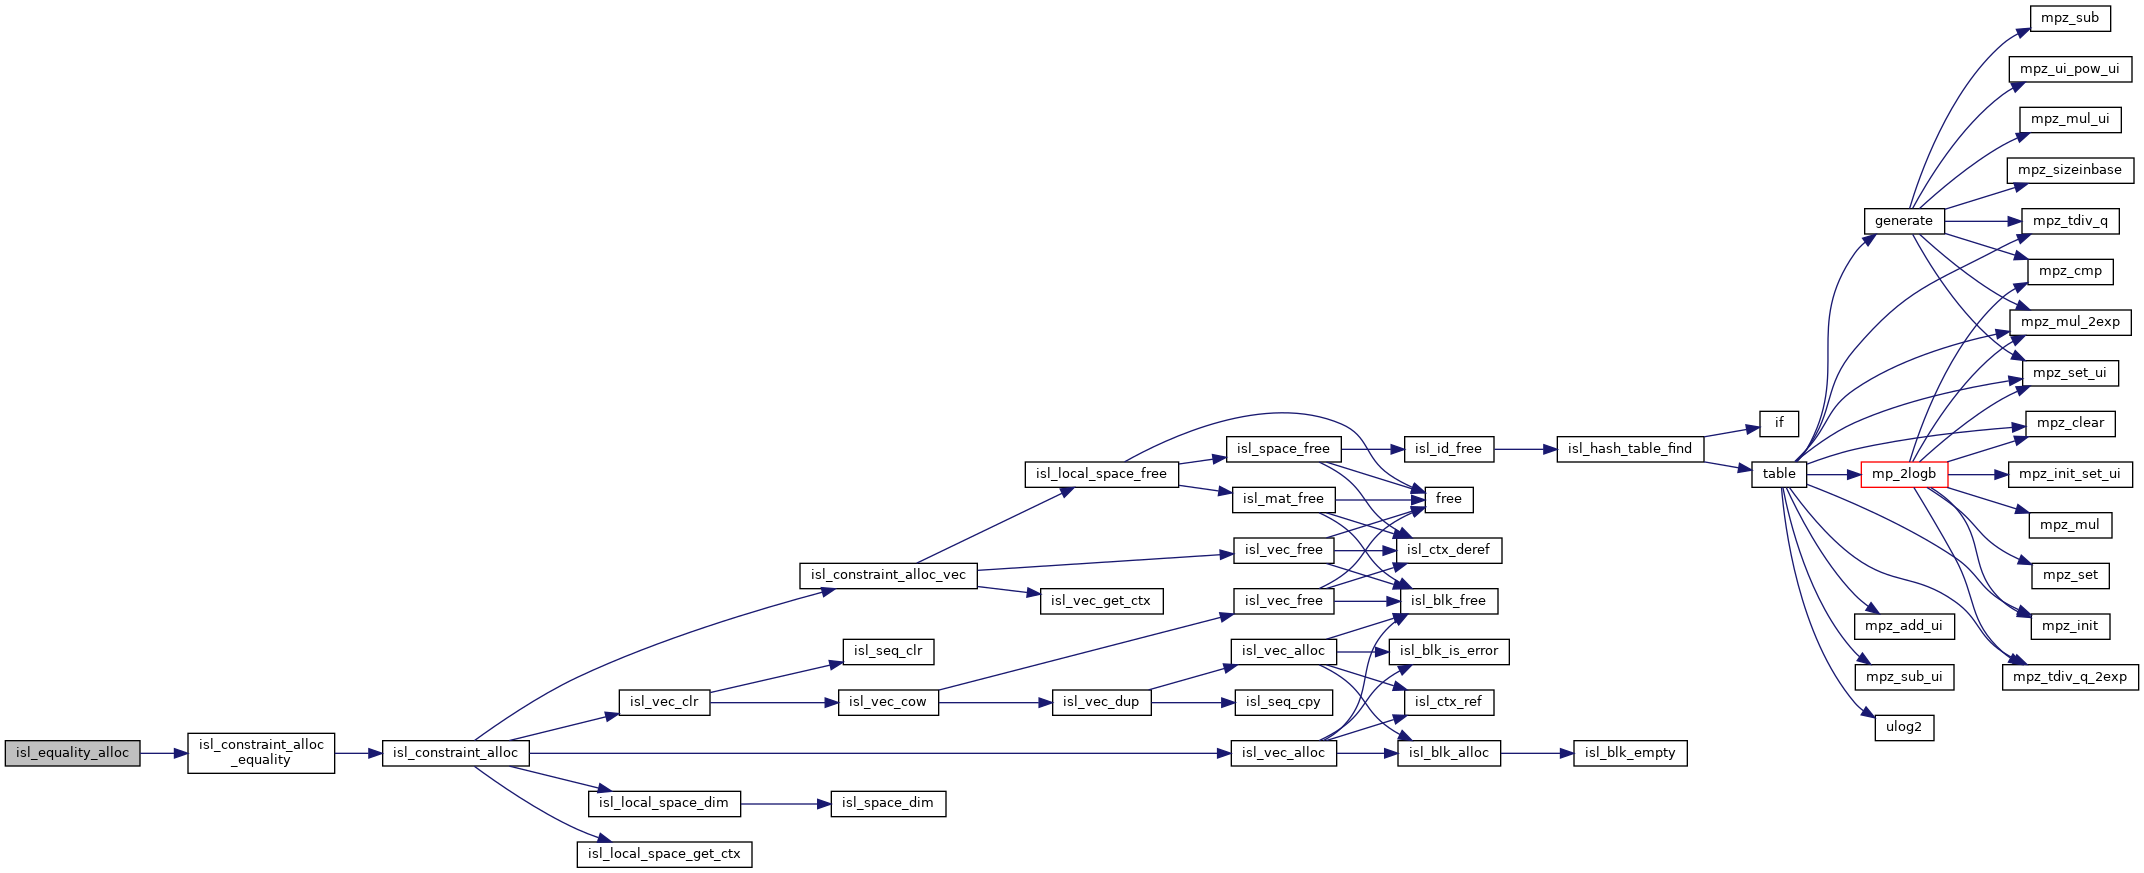 mpz_sub
mpz_ui_pow_ui
mpz_mul_ui
mpz_sizeinbase
generate
mpz_tdiv_q
mpz_cmp
mpz_mul_2exp
mpz_set_ui
if
mpz_clear
isl_space_free
isl_id_free
isl_hash_table_find
isl_local_space_free
table
mp_2logb
mpz_init_set_ui
isl_mat_free
free
mpz_mul
isl_vec_free
isl_ctx_deref
isl_constraint_alloc_vec
mpz_set
isl_vec_get_ctx
isl_vec_free
isl_blk_free
mpz_add_ui
mpz_init
isl_seq_clr
isl_vec_alloc
isl_blk_is_error
mpz_sub_ui
mpz_tdiv_q_2exp
isl_vec_clr
isl_vec_cow
isl_vec_dup
isl_seq_cpy
isl_ctx_ref
ulog2
isl_equality_alloc
isl_constraint_alloc
_equality
isl_constraint_alloc
isl_vec_alloc
isl_blk_alloc
isl_blk_empty
isl_local_space_dim
isl_space_dim
isl_local_space_get_ctx